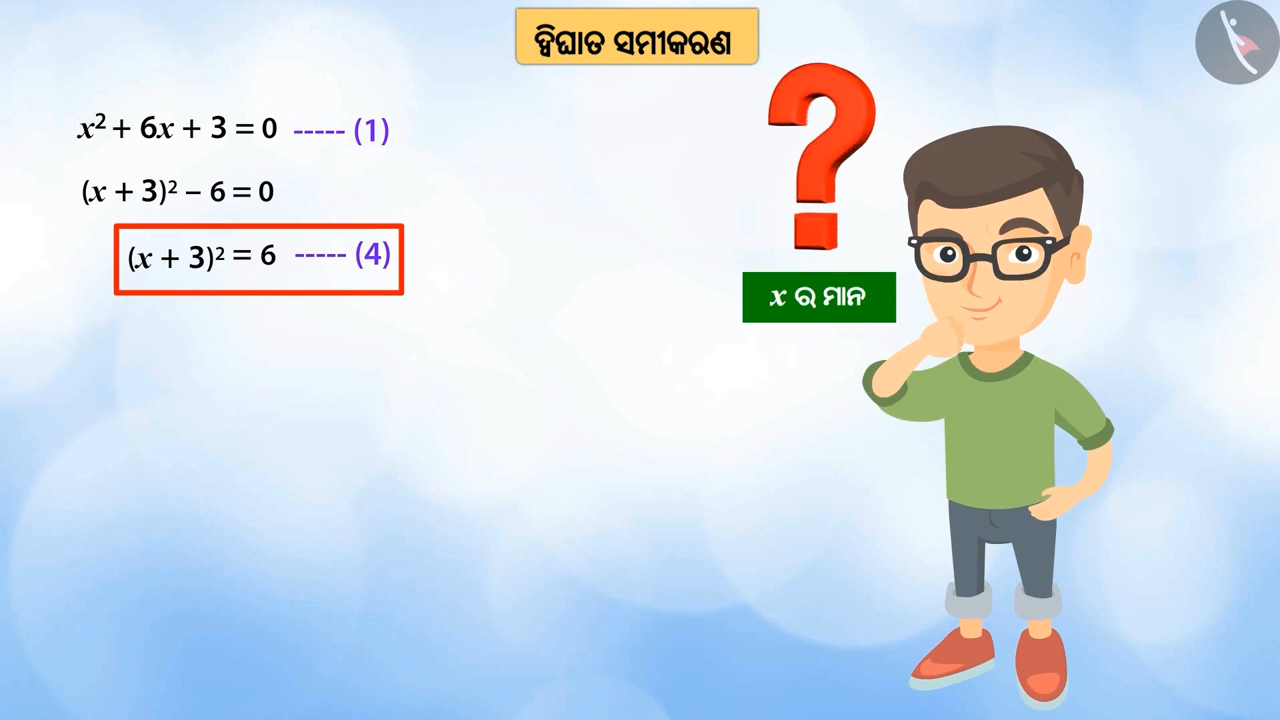 ଦ୍ୱିଘାତ ସମୀକରଣ
x² + 6x + 3 = 0 ----- (1)
(x + 3)² – 6 = 0
(x + 3)² = 6 ----- (4)
?
x ର ମାନ